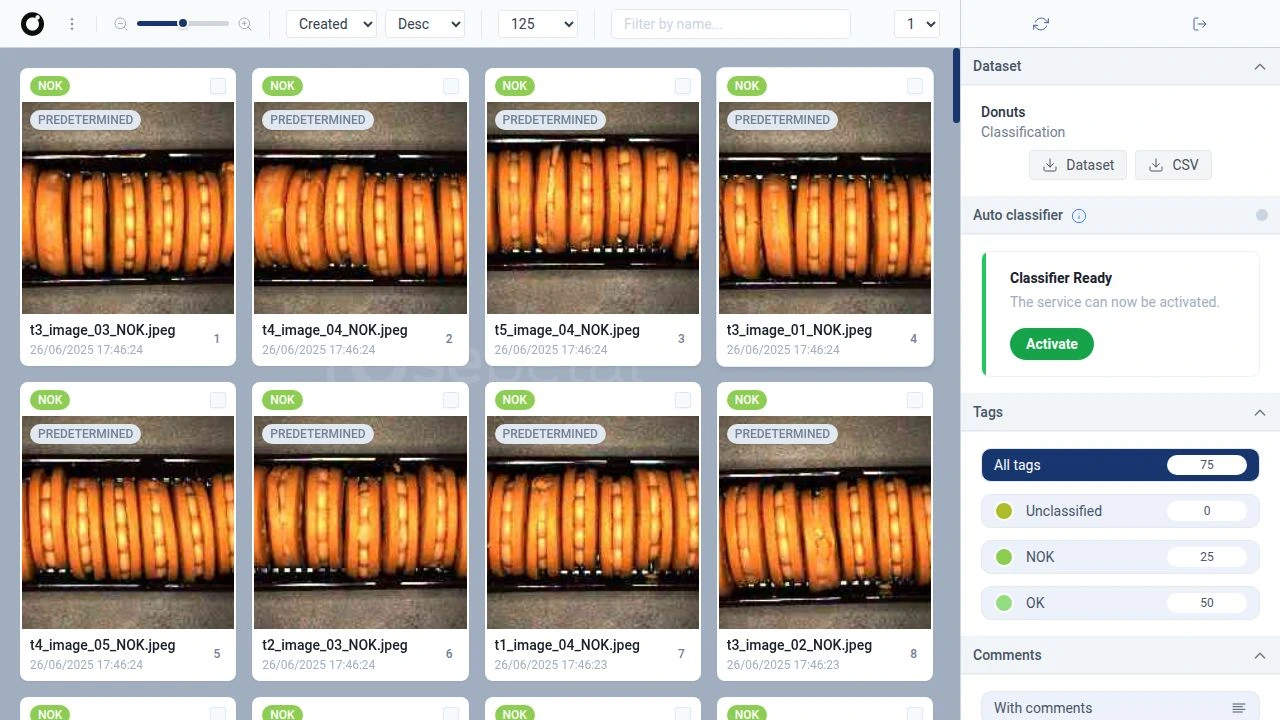 Created
Desc
125
Filter by name...
1
NOK
PREDETERMINED
t3_image_03_NOK.jpeg
1
26/06/2025 17:46:24
NOK
PREDETERMINED
t4_image_04_NOK.jpeg
2
26/06/2025 17:46:24
NOK
PREDETERMINED
t5_image_04_NOK.jpeg
3
26/06/2025 17:46:24
NOK
PREDETERMINED
t3_image_01_NOK.jpeg
4
26/06/2025 17:46:24
NOK
PREDETERMINED
t4_image_05_NOK.jpeg
5
26/06/2025 17:46:24
NOK
PREDETERMINED
t2_image_03_NOK.jpeg
6
26/06/2025 17:46:24
NOK
PREDETERMINED
t1_image_04_NOK.jpeg
7
26/06/2025 17:46:23
NOK
PREDETERMINED
t3_image_02_NOK.jpeg
8
26/06/2025 17:46:23
NOK
NOK
NOK
NOK
Dataset
Donuts
Classification
Dataset
CSV
Auto classifier
Classifier Ready
The service can now be activated.
Activate
Tags
All tags 75
Unclassified 0
NOK 25
OK 50
Comments
With comments